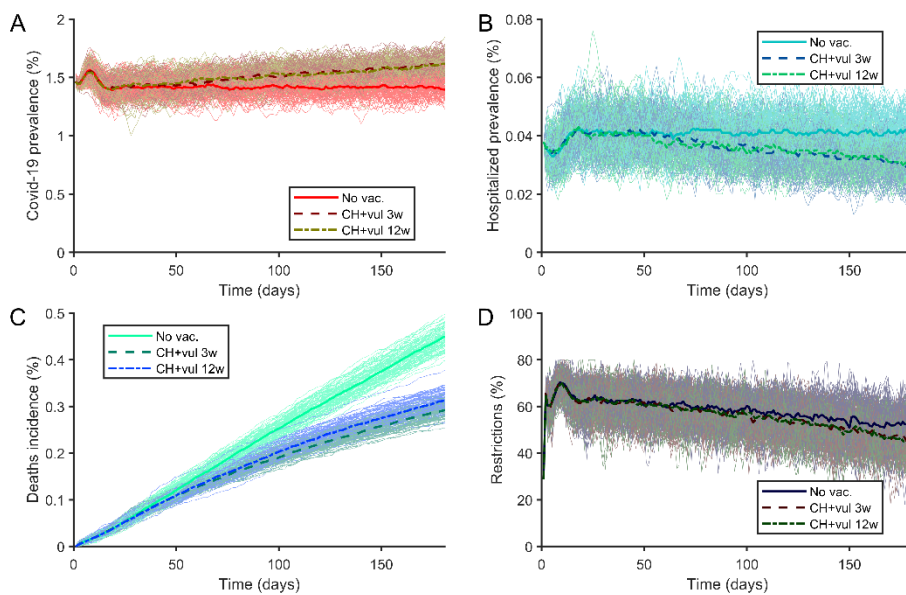 A
Covid-19 prevalence (%)
2
1.5
1
0.5
0
0
50
100
150
Time (days)
No vac.
CH+vul 3w
CH+vul 12w
B
Hospitalized prevalence (%)
0.08
0.06
0.04
0.02
0
0
50
100
150
Time (days)
No vac.
CH+vul 3w
CH+vul 12w
C
Deaths incidence (%)
0.5
0.4
0.3
0.2
0.1
0
0
50
100
150
Time (days)
No vac.
CH+vul 3w
CH+vul 12w
D
Restrictions (%)
100
80
60
40
20
0
0
50
100
150
Time (days)
No vac.
CH+vul 3w
CH+vul 12w